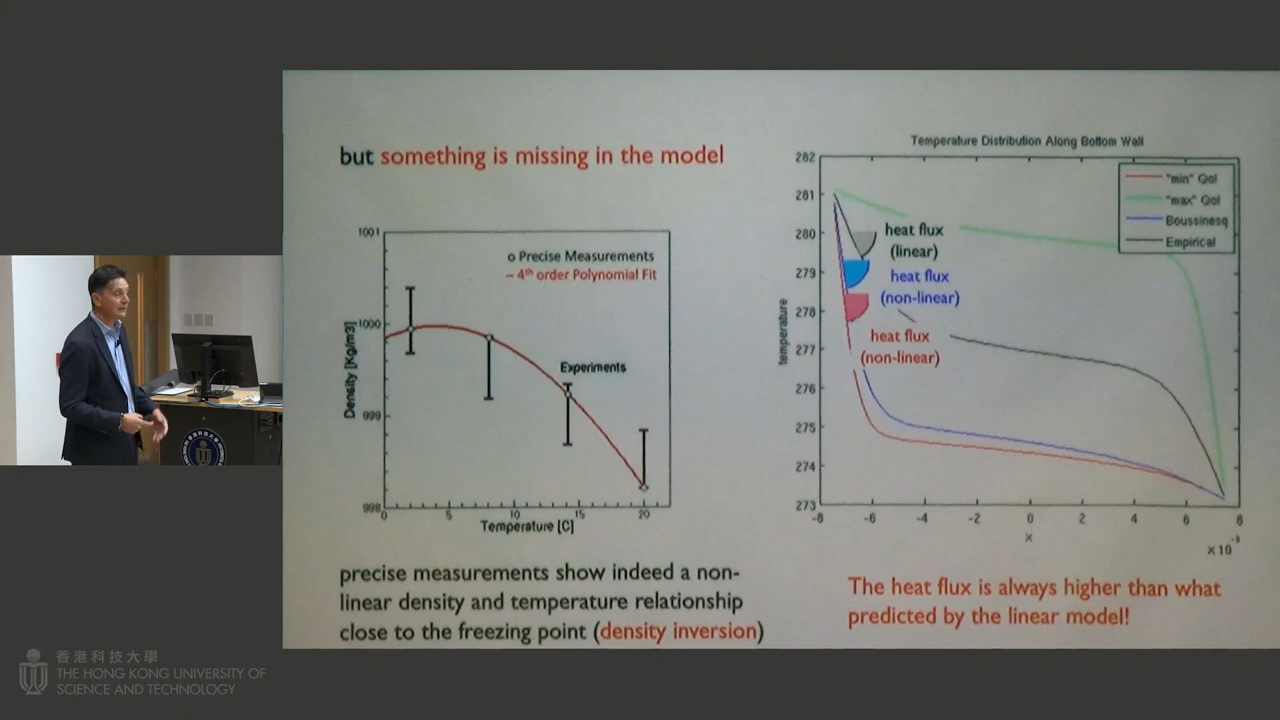 but something is missing in the model
1001
1000
999
998
Density [Kg/m3]
o Precise Measurements
– 4th order Polynomial Fit
Experiments
0 5 10 15 20
Temperature [C]
precise measurements show indeed a non-
linear density and temperature relationship
close to the freezing point (density inversion)
Temperature Distribution Along Bottom Wall
282
281
280
279
278
277
276
275
274
273
temperature
"min" QoI
"max" QoI
Boussinesq
Empirical
heat flux
(linear)
heat flux
(non-linear)
heat flux
(non-linear)
-8 -6 -4 -2 0 2 4 6 8
x
x 10⁻³
The heat flux is always higher than what
predicted by the linear model!
香港科技大學
THE HONG KONG UNIVERSITY OF
SCIENCE AND TECHNOLOGY